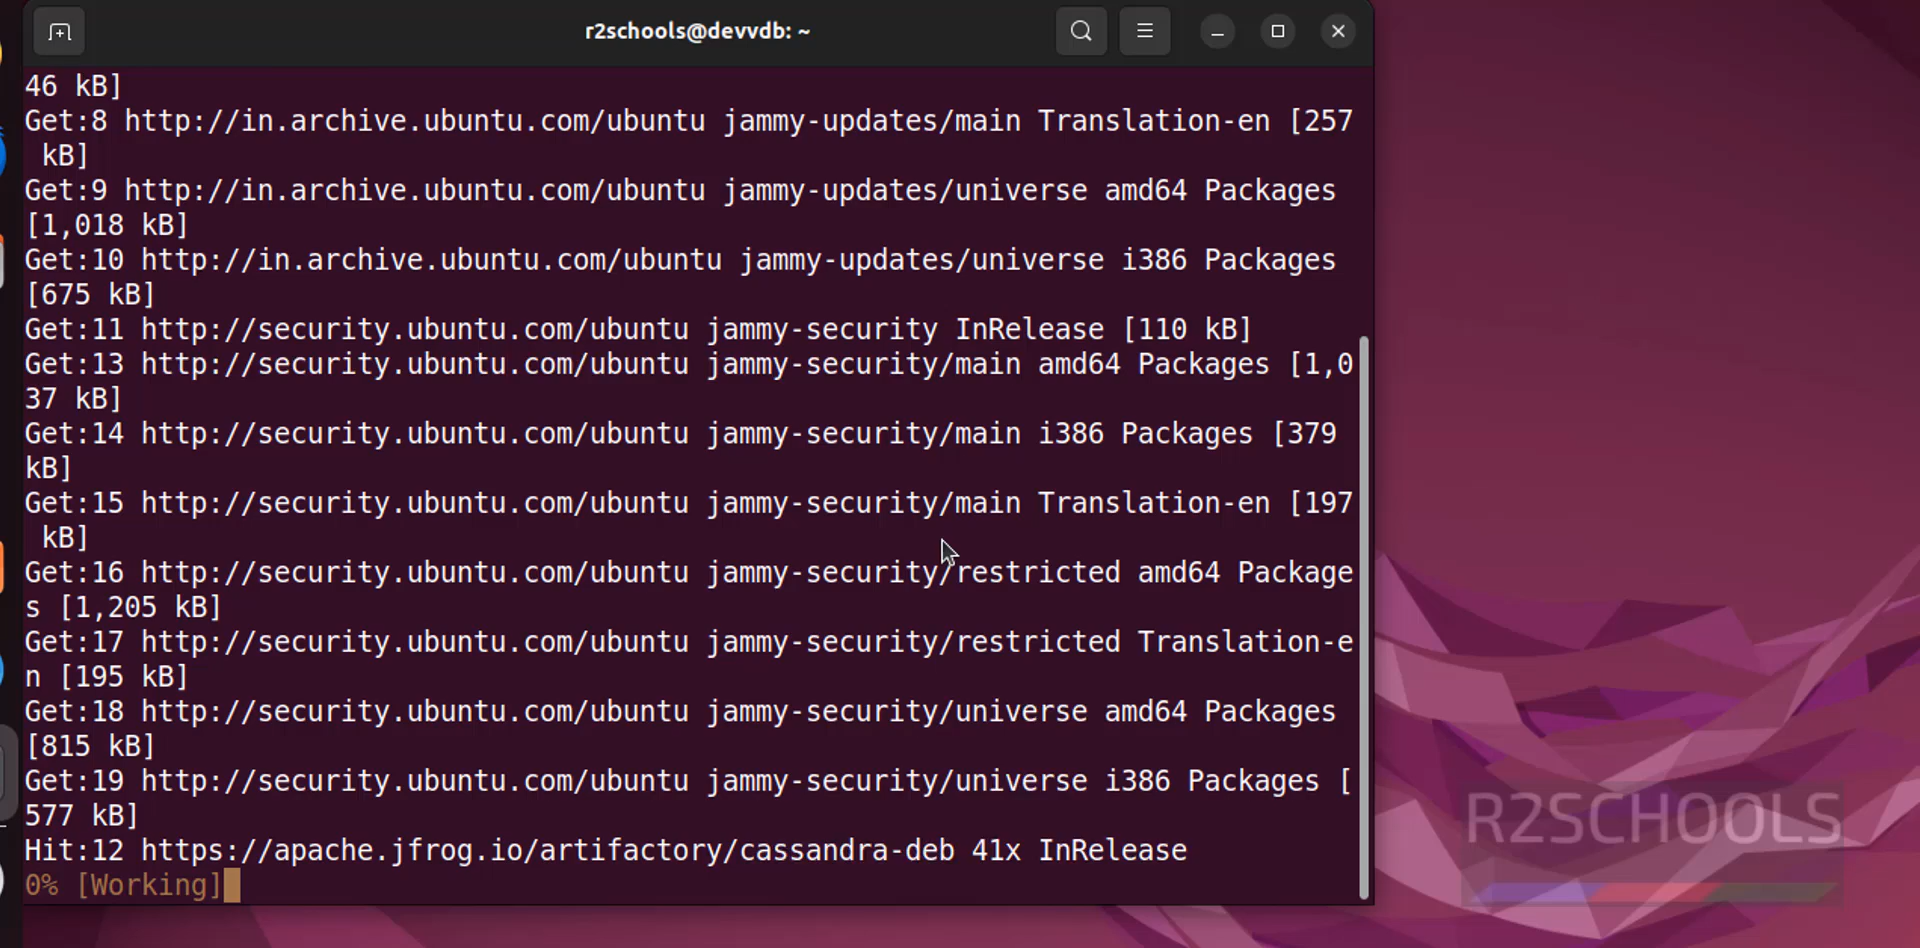 r2schools@devvdb: ~
46 kB]
Get:8 http://in.archive.ubuntu.com/ubuntu jammy-updates/main Translation-en [257
 kB]
Get:9 http://in.archive.ubuntu.com/ubuntu jammy-updates/universe amd64 Packages
[1,018 kB]
Get:10 http://in.archive.ubuntu.com/ubuntu jammy-updates/universe i386 Packages
[675 kB]
Get:11 http://security.ubuntu.com/ubuntu jammy-security InRelease [110 kB]
Get:13 http://security.ubuntu.com/ubuntu jammy-security/main amd64 Packages [1,0
37 kB]
Get:14 http://security.ubuntu.com/ubuntu jammy-security/main i386 Packages [379
kB]
Get:15 http://security.ubuntu.com/ubuntu jammy-security/main Translation-en [197
 kB]
Get:16 http://security.ubuntu.com/ubuntu jammy-security/restricted amd64 Package
s [1,205 kB]
Get:17 http://security.ubuntu.com/ubuntu jammy-security/restricted Translation-e
n [195 kB]
Get:18 http://security.ubuntu.com/ubuntu jammy-security/universe amd64 Packages
[815 kB]
Get:19 http://security.ubuntu.com/ubuntu jammy-security/universe i386 Packages [
577 kB]
Hit:12 https://apache.jfrog.io/artifactory/cassandra-deb 41x InRelease
0% [Working]
R2SCHOOLS